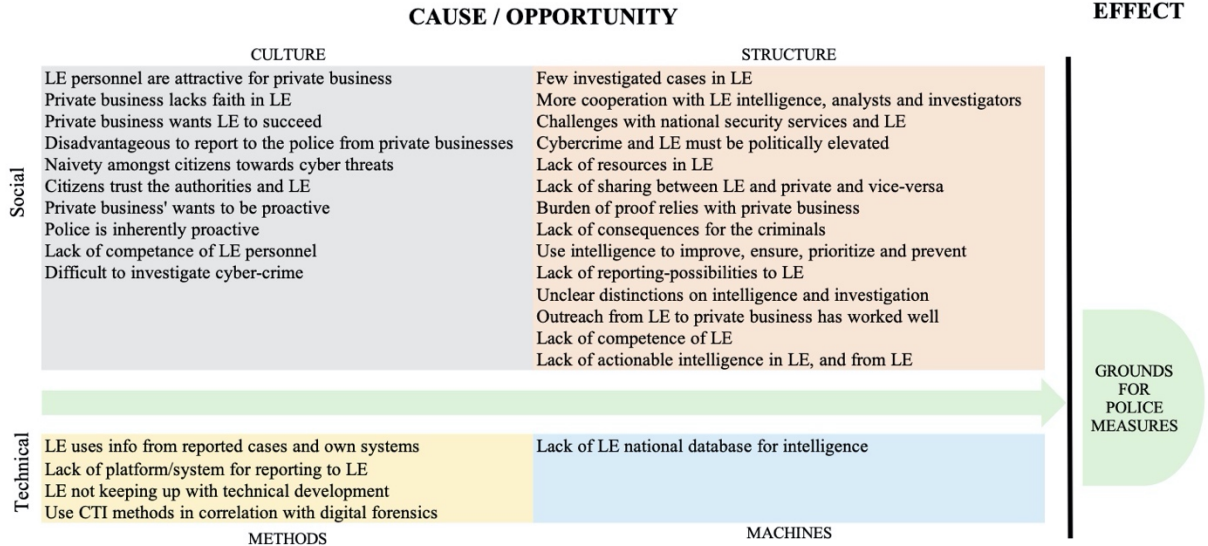 CAUSE / OPPORTUNITY
EFFECT
CULTURE
STRUCTURE
Social
LE personnel are attractive for private business
Private business lacks faith in LE
Private business wants LE to succeed
Disadvantageous to report to the police from private businesses
Naivety amongst citizens towards cyber threats
Citizens trust the authorities and LE
Private business' wants to be proactive
Police is inherently proactive
Lack of competance of LE personnel
Difficult to investigate cyber-crime
Few investigated cases in LE
More cooperation with LE intelligence, analysts and investigators
Challenges with national security services and LE
Cybercrime and LE must be politically elevated
Lack of resources in LE
Lack of sharing between LE and private and vice-versa
Burden of proof relies with private business
Lack of consequences for the criminals
Use intelligence to improve, ensure, prioritize and prevent
Lack of reporting-possibilities to LE
Unclear distinctions on intelligence and investigation
Outreach from LE to private business has worked well
Lack of competence of LE
Lack of actionable intelligence in LE, and from LE
GROUNDS
FOR
POLICE
MEASURES
Technical
LE uses info from reported cases and own systems
Lack of platform/system for reporting to LE
LE not keeping up with technical development
Use CTI methods in correlation with digital forensics
Lack of LE national database for intelligence
METHODS
MACHINES